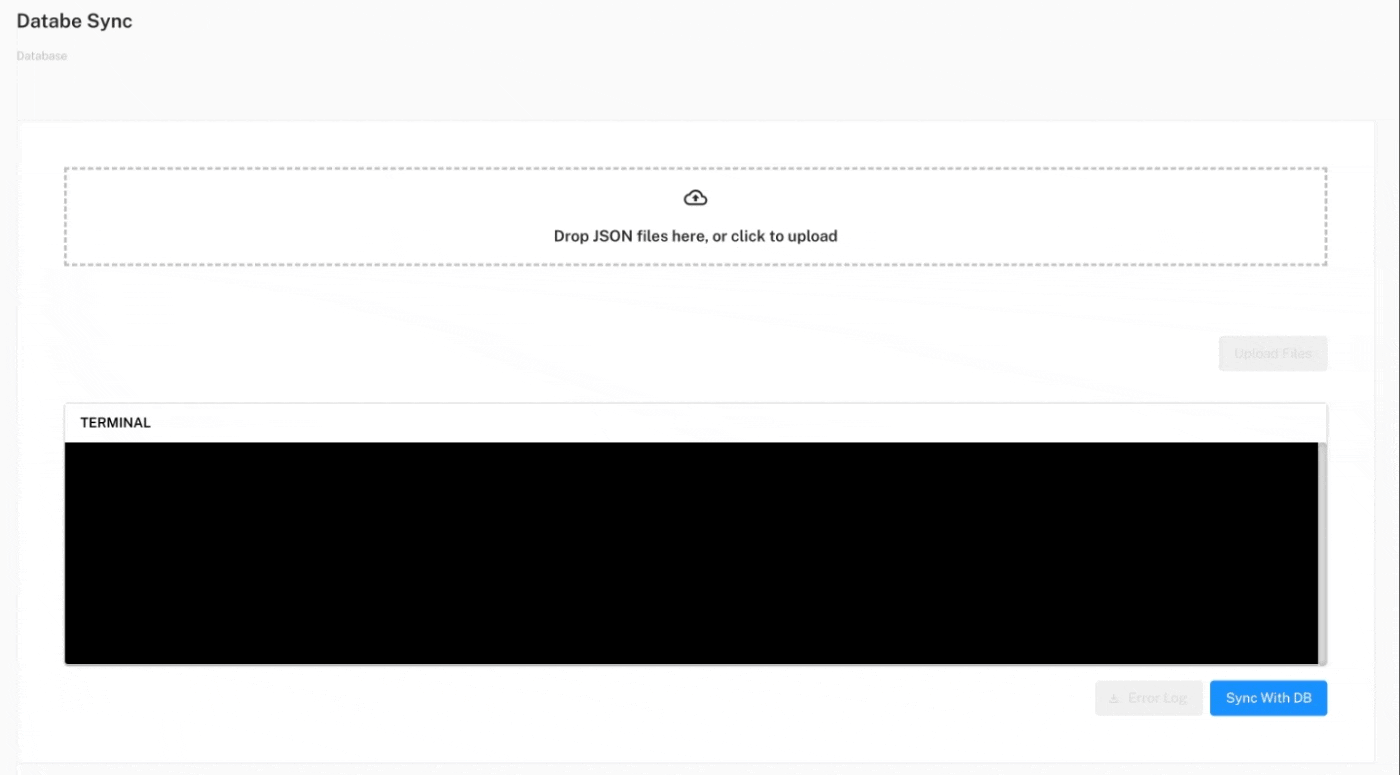 Databe Sync
Database
Drop JSON files here, or click to upload
Upload Files
TERMINAL
Error Log
Sync With DB